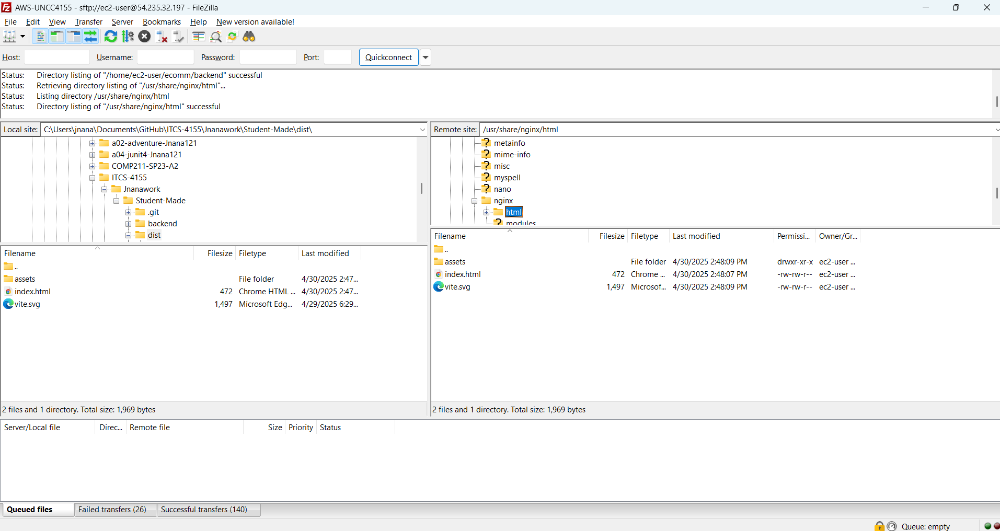 AWS-UNCC4155 - sftp://ec2-user@54.235.32.197 - FileZilla
File Edit View Transfer Server Bookmarks Help New version available!
Host: Username: Password: Port: Quickconnect
Status: Directory listing of "/home/ec2-user/ecomm/backend" successful
Status: Retrieving directory listing of "/usr/share/nginx/html"...
Status: Listing directory /usr/share/nginx/html
Status: Directory listing of "/usr/share/nginx/html" successful
Local site: C:\Users\jnana\Documents\GitHub\ITCS-4155\Jnanawork\Student-Made\dist\
a02-adventure-Jnana121
a04-junit4-Jnana121
COMP211-SP23-A2
ITCS-4155
Jnanawork
Student-Made
.git
backend
dist
Filename Filesize Filetype Last modified
..
assets File folder 4/30/2025 2:47...
index.html 472 Chrome HTML ... 4/30/2025 2:47...
vite.svg 1,497 Microsoft Edg... 4/29/2025 6:29...
2 files and 1 directory. Total size: 1,969 bytes
Remote site: /usr/share/nginx/html
metainfo
mime-info
misc
myspell
nano
nginx
html
modules
Filename Filesize Filetype Last modified Permissi... Owner/Gr...
..
assets File folder 4/30/2025 2:48:09 PM drwxr-xr-x ec2-user ...
index.html 472 Chrome ... 4/30/2025 2:48:07 PM -rw-rw-r-- ec2-user ...
vite.svg 1,497 Microsof... 4/30/2025 2:48:09 PM -rw-rw-r-- ec2-user ...
2 files and 1 directory. Total size: 1,969 bytes
Server/Local file Direc... Remote file Size Priority Status
Queued files Failed transfers (26) Successful transfers (140)
Queue: empty